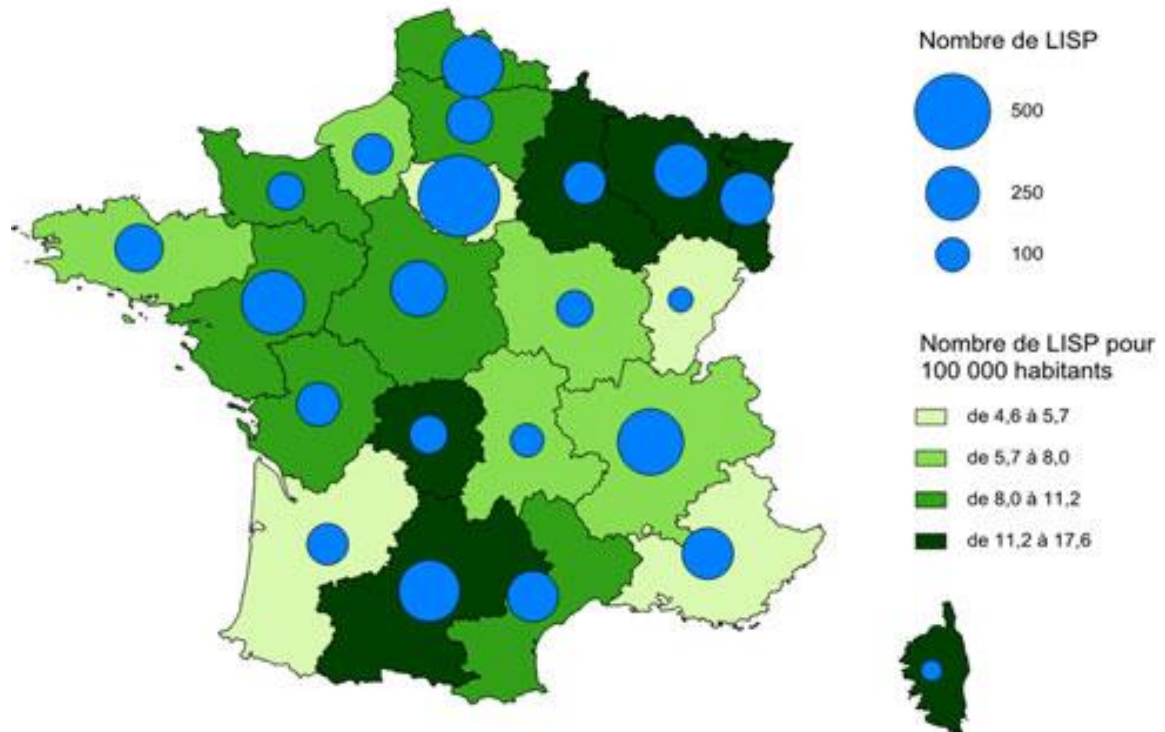 Nombre de LISP
500
250
100
Nombre de LISP pour
100 000 habitants
de 4,6 à 5,7
de 5,7 à 8,0
de 8,0 à 11,2
de 11,2 à 17,6